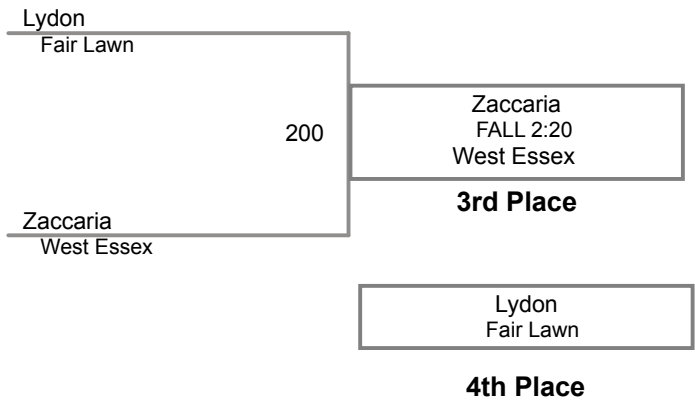 Lydon
Fair Lawn
200
Zaccaria
FALL 2:20
West Essex
3rd Place
Zaccaria
West Essex
Lydon
Fair Lawn
4th Place